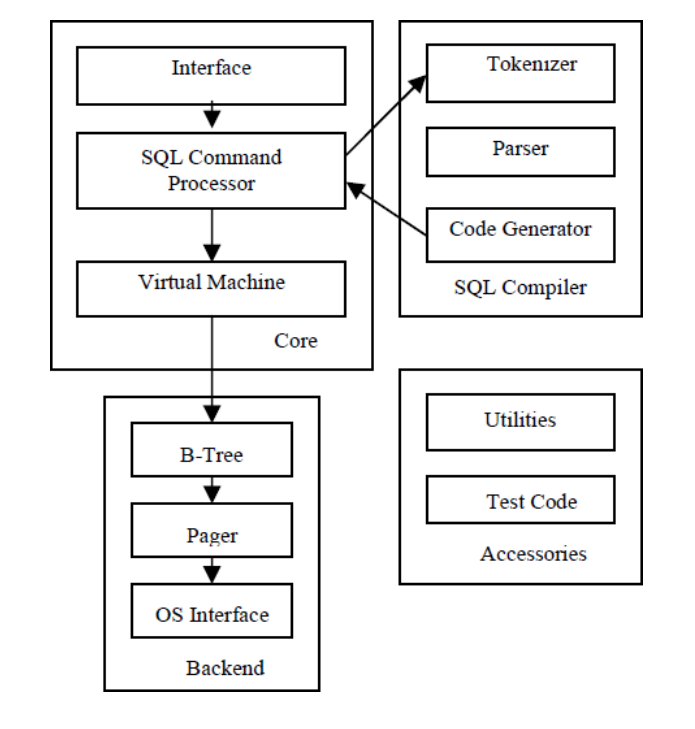 Interface
SQL Command
Processor
Virtual Machine
Core
Tokenizer
Parser
Code Generator
SQL Compiler
B-Tree
Pager
OS Interface
Backend
Utilities
Test Code
Accessories